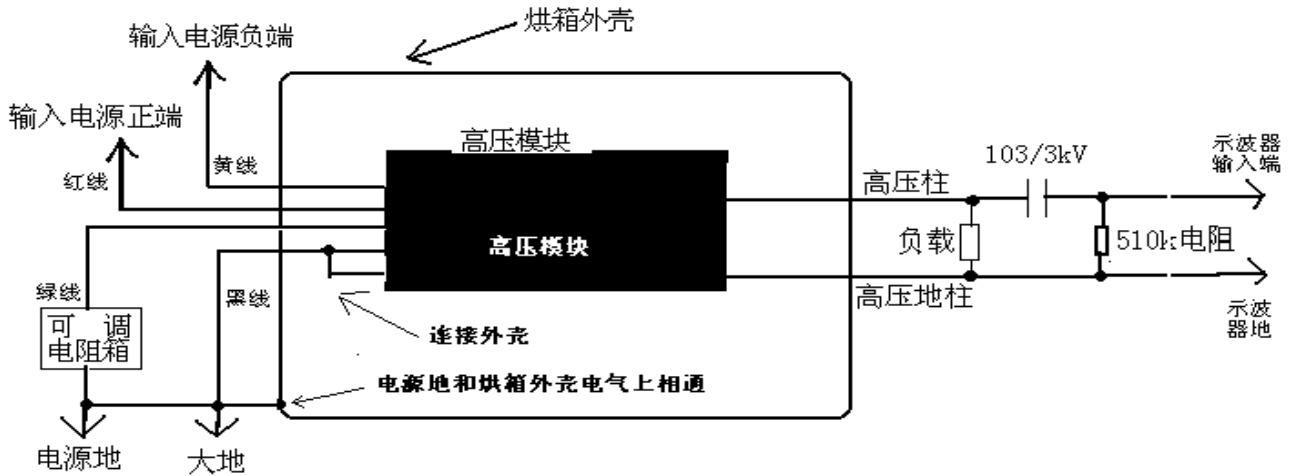 烘箱外壳
输入电源负端
输入电源正端
黄线
红线
高压模块
高压模块
103/3kV
示波器
输入端
高压柱
负载
510k电阻
高压地柱
示波
器地
绿线
黑线
可 调
电阻箱
连接外壳
电源地和烘箱外壳电气上相通
电源地
大地